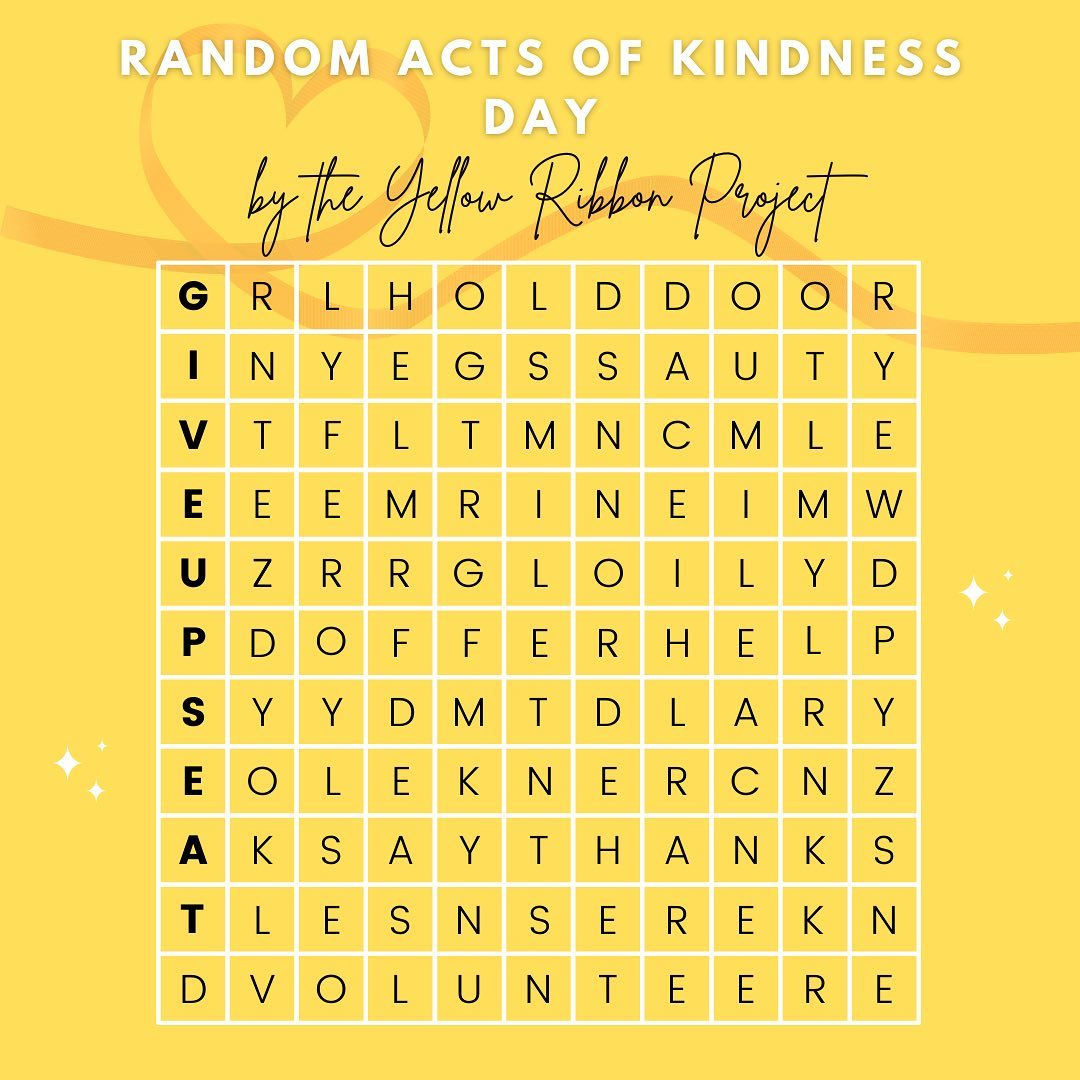 RANDOM ACTS OF KINDNESS
DAY
by the Yellow Ribbon Project
G R L H O L D D O O R
I N Y E G S S A U T Y
V T F L T M N C M L E
E E E M R I N E I M W
U Z R R G L O I L Y D
P D O F F E R H E L P
S Y Y D M T D L A R Y
E O L E K N E R C N Z
A K S A Y T H A N K S
T L E S N S E R E K N
D V O L U N T E E R E